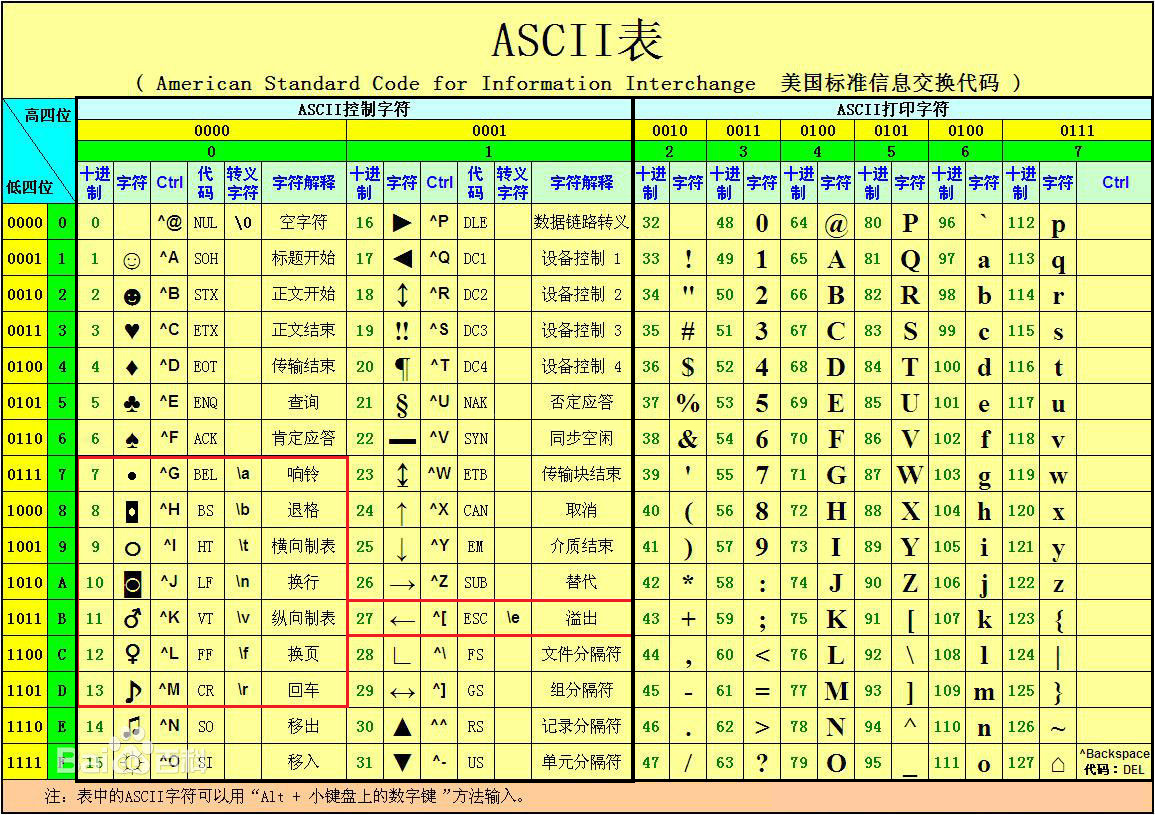 ASCII表
( American Standard Code for Information Interchange 美国标准信息交换代码 )
高四位 ASCII控制字符 ASCII打印字符
0000 0001 0010 0011 0100 0101 0100 0111
0 1 2 3 4 5 6 7
低四位 十进制 字符 Ctrl 代码 转义字符 字符解释 十进制 字符 Ctrl 代码 转义字符 字符解释 十进制 字符 十进制 字符 十进制 字符 十进制 字符 十进制 字符 十进制 字符 Ctrl
0000 0 0 ^@ NUL \0 空字符 16 ► ^P DLE 数据链路转义 32 48 0 64 @ 80 P 96 ` 112 p
0001 1 1 ☺ ^A SOH 标题开始 17 ◄ ^Q DC1 设备控制 1 33 ! 49 1 65 A 81 Q 97 a 113 q
0010 2 2 ☻ ^B STX 正文开始 18 ↕ ^R DC2 设备控制 2 34 " 50 2 66 B 82 R 98 b 114 r
0011 3 3 ♥ ^C ETX 正文结束 19 ‼ ^S DC3 设备控制 3 35 # 51 3 67 C 83 S 99 c 115 s
0100 4 4 ♦ ^D EOT 传输结束 20 ¶ ^T DC4 设备控制 4 36 $ 52 4 68 D 84 T 100 d 116 t
0101 5 5 ♣ ^E ENQ 查询 21 § ^U NAK 否定应答 37 % 53 5 69 E 85 U 101 e 117 u
0110 6 6 ♠ ^F ACK 肯定应答 22 ▬ ^V SYN 同步空闲 38 & 54 6 70 F 86 V 102 f 118 v
0111 7 7 • ^G BEL \a 响铃 23 ↨ ^W ETB 传输块结束 39 ' 55 7 71 G 87 W 103 g 119 w
1000 8 8 ◘ ^H BS \b 退格 24 ↑ ^X CAN 取消 40 ( 56 8 72 H 88 X 104 h 120 x
1001 9 9 ○ ^I HT \t 横向制表 25 ↓ ^Y EM 介质结束 41 ) 57 9 73 I 89 Y 105 i 121 y
1010 A 10 ◙ ^J LF \n 换行 26 → ^Z SUB 替代 42 * 58 : 74 J 90 Z 106 j 122 z
1011 B 11 ♂ ^K VT \v 纵向制表 27 ← ^[ ESC \e 溢出 43 + 59 ; 75 K 91 [ 107 k 123 {
1100 C 12 ♀ ^L FF \f 换页 28 ∟ ^\ FS 文件分隔符 44 , 60 < 76 L 92 \ 108 l 124 |
1101 D 13 ♪ ^M CR \r 回车 29 ↔ ^] GS 组分隔符 45 - 61 = 77 M 93 ] 109 m 125 }
1110 E 14 ♫ ^N SO 移出 30 ▲ ^^ RS 记录分隔符 46 . 62 > 78 N 94 ^ 110 n 126 ~
1111 F 15 ☼ ^O SI 移入 31 ▼ ^- US 单元分隔符 47 / 63 ? 79 O 95 _ 111 o 127 ⌂ ^Backspace 代码：DEL
Bai百科
注：表中的ASCII字符可以用“Alt + 小键盘上的数字键”方法输入。